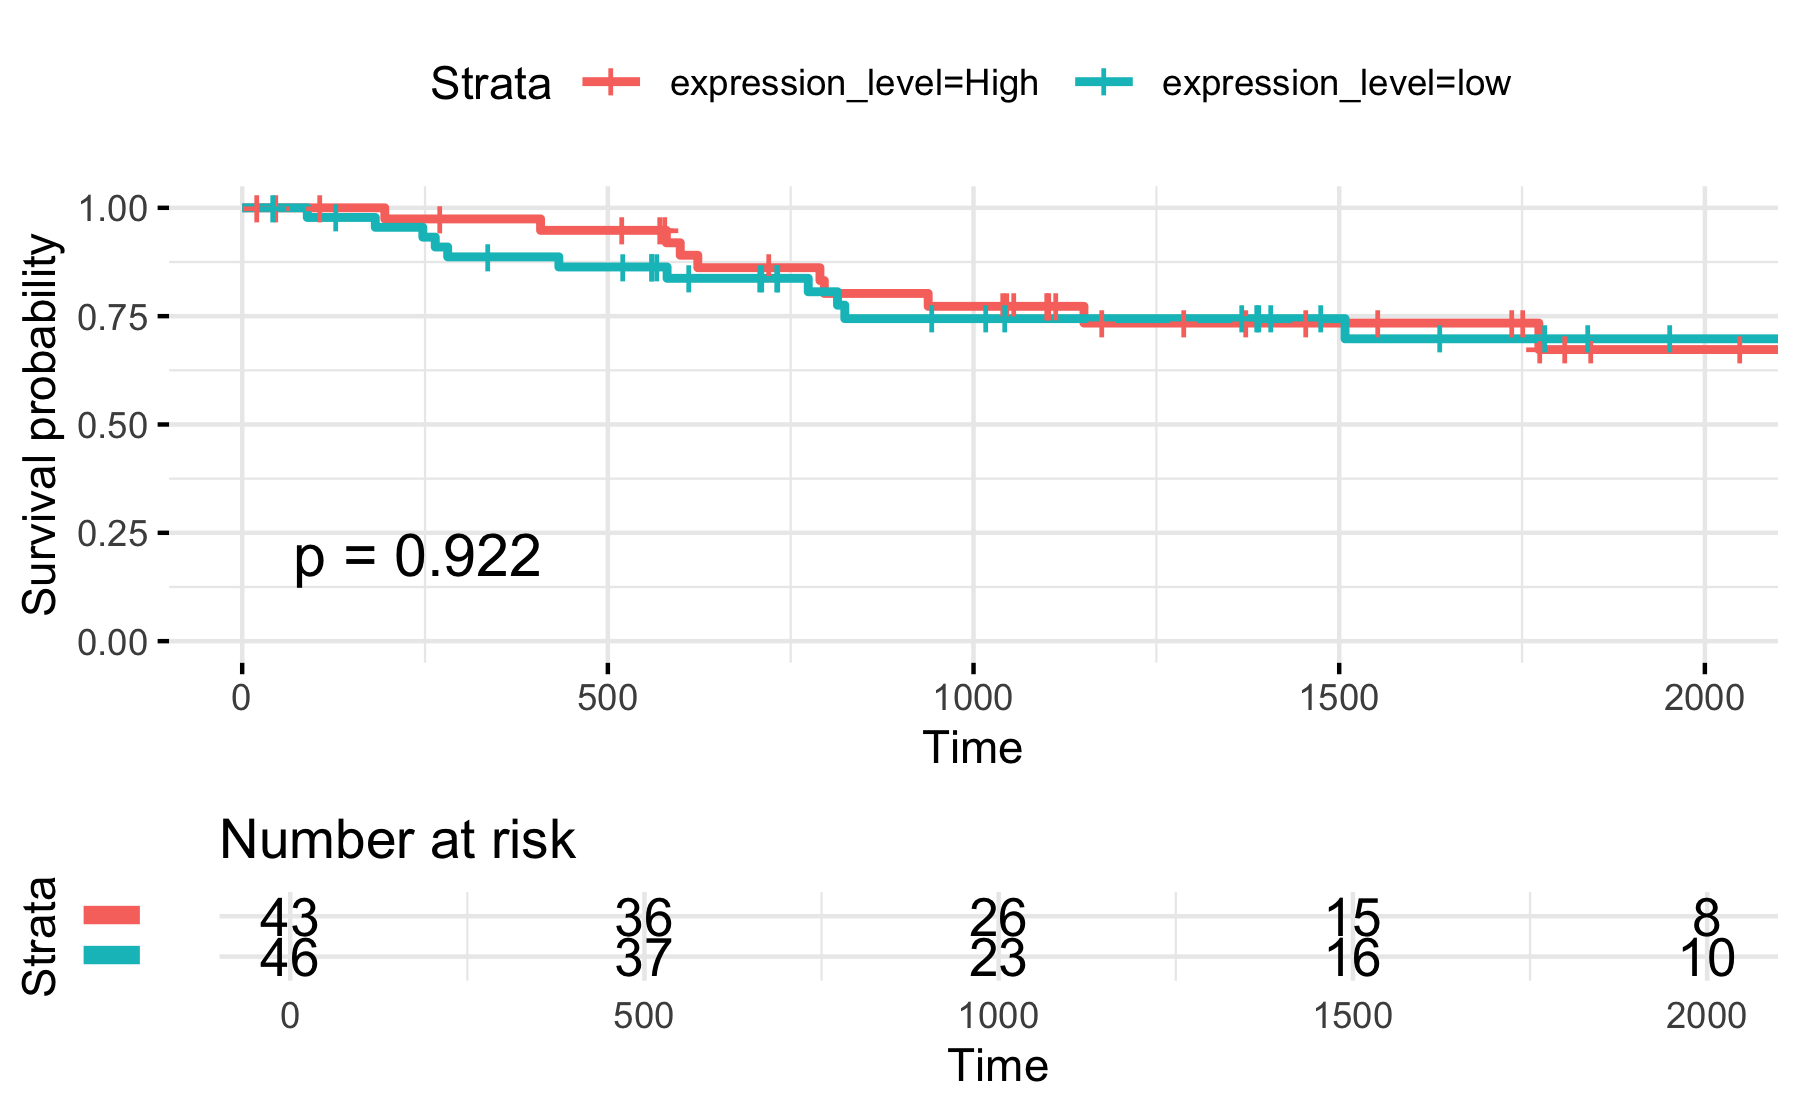 Strata expression_level=High expression_level=low
Survival probability
1.00
0.75
0.50
0.25
0.00
p = 0.922
0 500 1000 1500 2000
Time
Number at risk
Strata
43 36 26 15 8
46 37 23 16 10
0 500 1000 1500 2000
Time